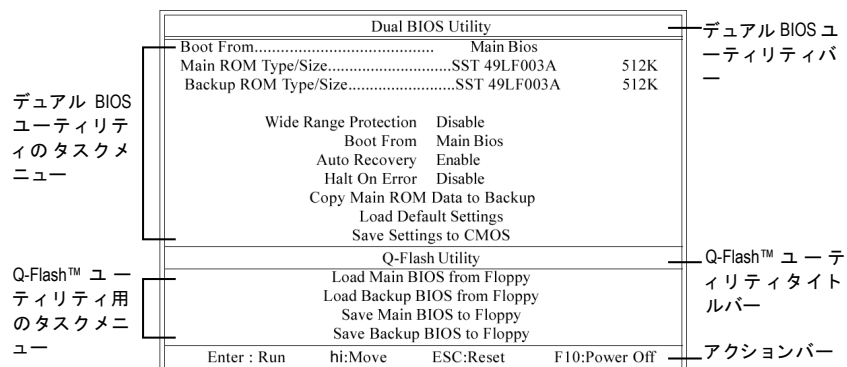 Dual BIOS Utility
Boot From.......................................... Main Bios
Main ROM Type/Size.............................SST 49LF003A 512K
Backup ROM Type/Size.........................SST 49LF003A 512K
Wide Range Protection Disable
Boot From Main Bios
Auto Recovery Enable
Halt On Error Disable
Copy Main ROM Data to Backup
Load Default Settings
Save Settings to CMOS
Q-Flash Utility
Load Main BIOS from Floppy
Load Backup BIOS from Floppy
Save Main BIOS to Floppy
Save Backup BIOS to Floppy
Enter : Run hi:Move ESC:Reset F10:Power Off
デュアル BIOS
ユーティリテ
ィのタスクメ
ニュー
Q-Flash™ ユー
ティリティ用
のタスクメニ
ュー
デュアル BIOS ユ
ーティリティバ
ー
Q-Flash™ ユーテ
ィリティタイト
ルバー
アクションバー